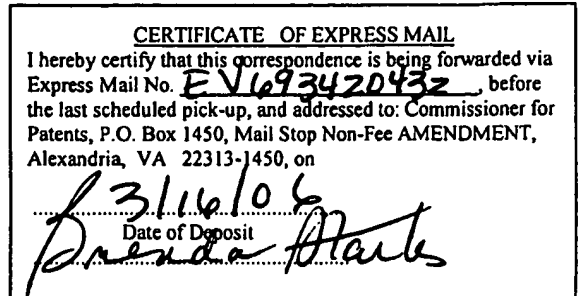 CERTIFICATE OF EXPRESS MAIL
I hereby certify that this correspondence is being forwarded via
Express Mail No. EV693420432, before
the last scheduled pick-up, and addressed to: Commissioner for
Patents, P.O. Box 1450, Mail Stop Non-Fee AMENDMENT,
Alexandria, VA 22313-1450, on
3/16/06
Date of Deposit
Brenda Starks